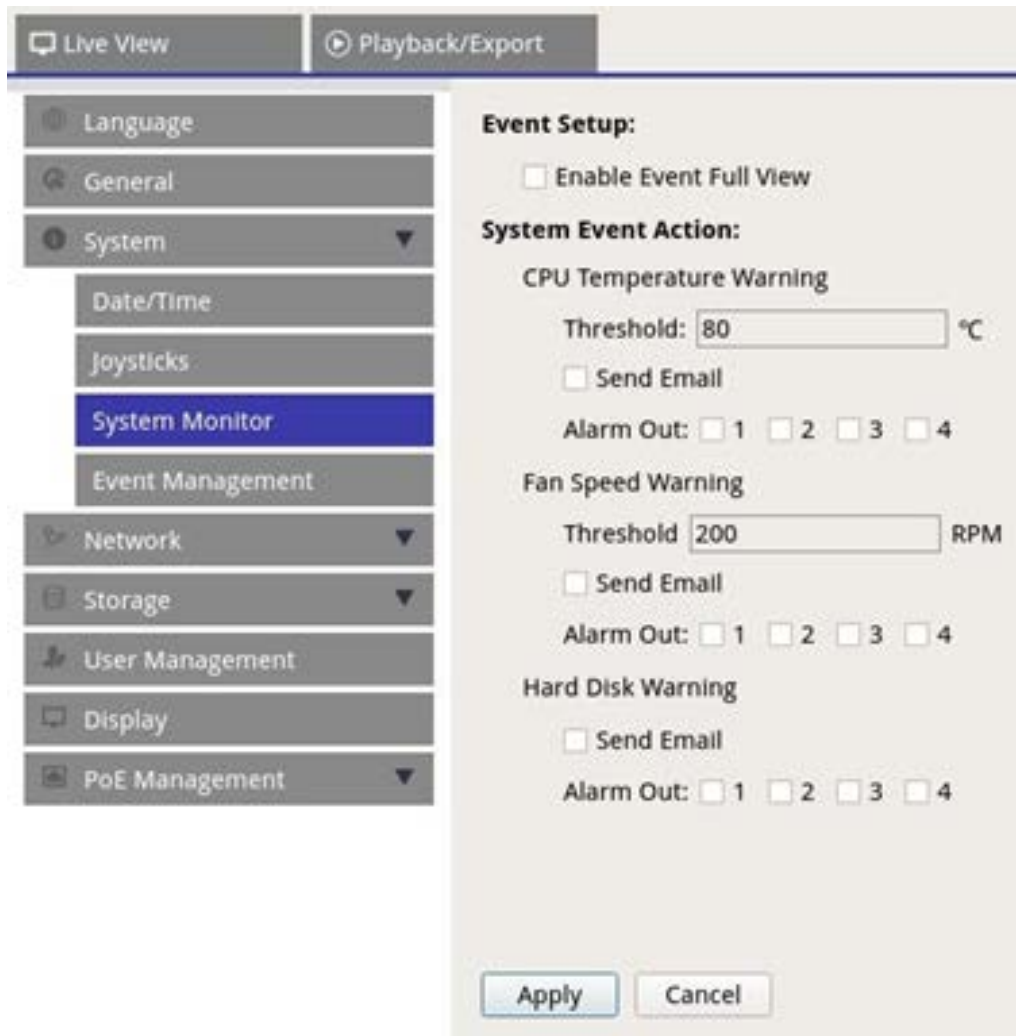 Live View
Playback/Export
Language
General
System
Date/Time
Joysticks
System Monitor
Event Management
Network
Storage
User Management
Display
PoE Management
Event Setup:
Enable Event Full View
System Event Action:
CPU Temperature Warning
Threshold: 80 °C
Send Email
Alarm Out: 1 2 3 4
Fan Speed Warning
Threshold 200 RPM
Send Email
Alarm Out: 1 2 3 4
Hard Disk Warning
Send Email
Alarm Out: 1 2 3 4
Apply Cancel